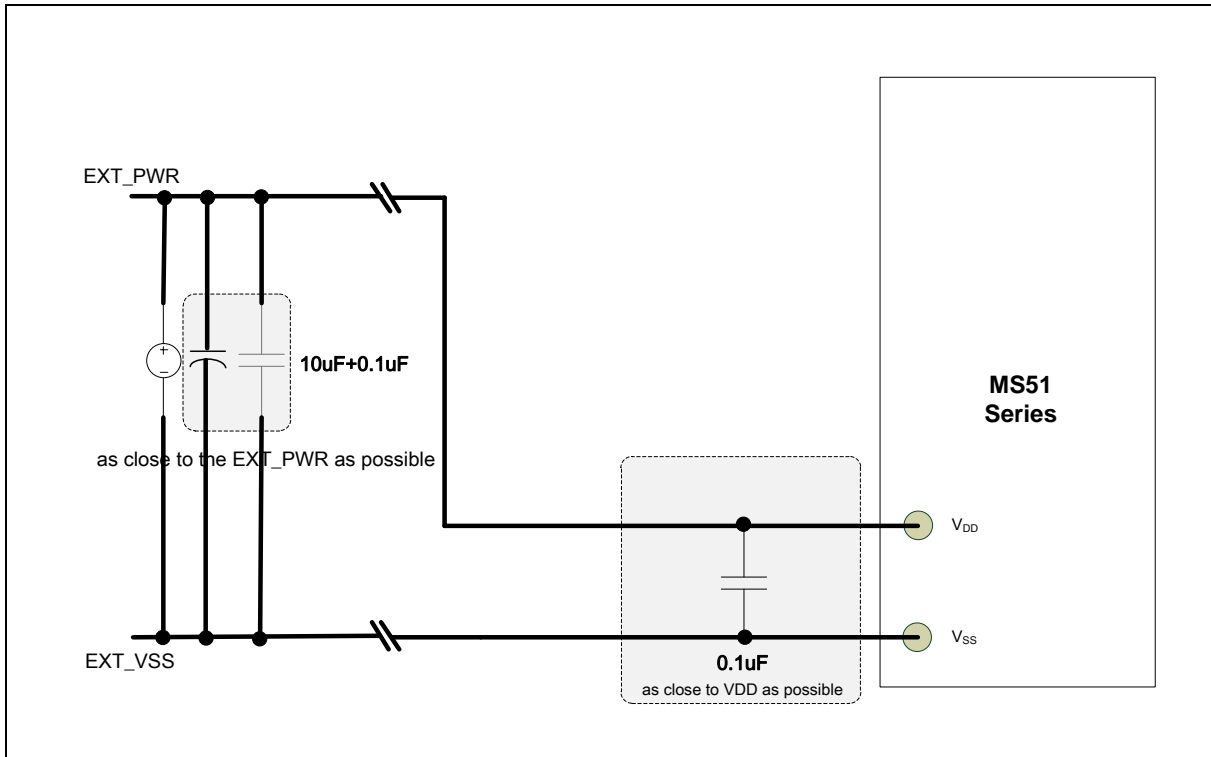 EXT_PWR
10uF+0.1uF
as close to the EXT_PWR as possible
MS51
Series
VDD
VSS
EXT_VSS
0.1uF
as close to VDD as possible